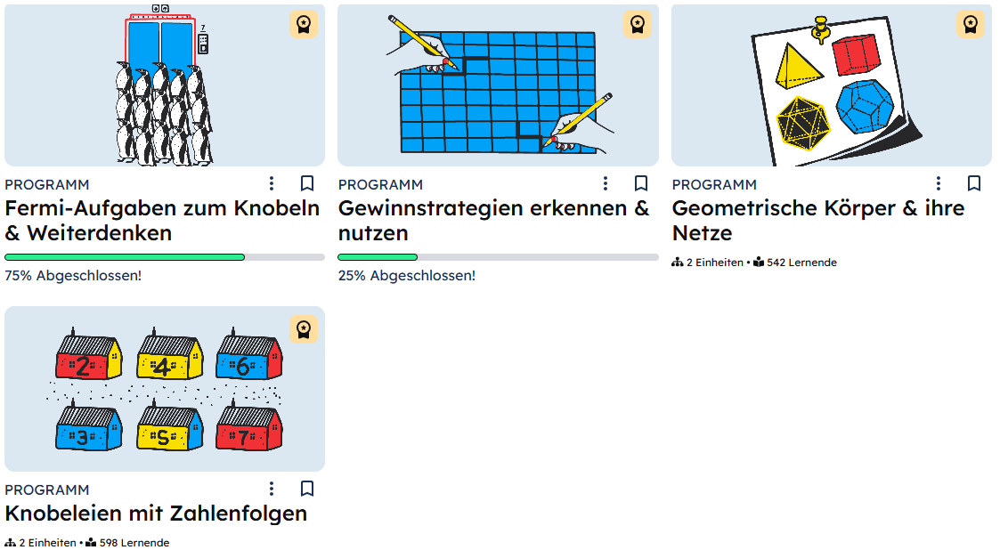 7
PROGRAMM
Fermi-Aufgaben zum Knobeln
& Weiterdenken
75% Abgeschlossen!
PROGRAMM
Gewinnstrategien erkennen &
nutzen
25% Abgeschlossen!
PROGRAMM
Geometrische Körper & ihre
Netze
2 Einheiten • 542 Lernende
2 4 6
3 5 7
PROGRAMM
Knobeleien mit Zahlenfolgen
2 Einheiten • 598 Lernende